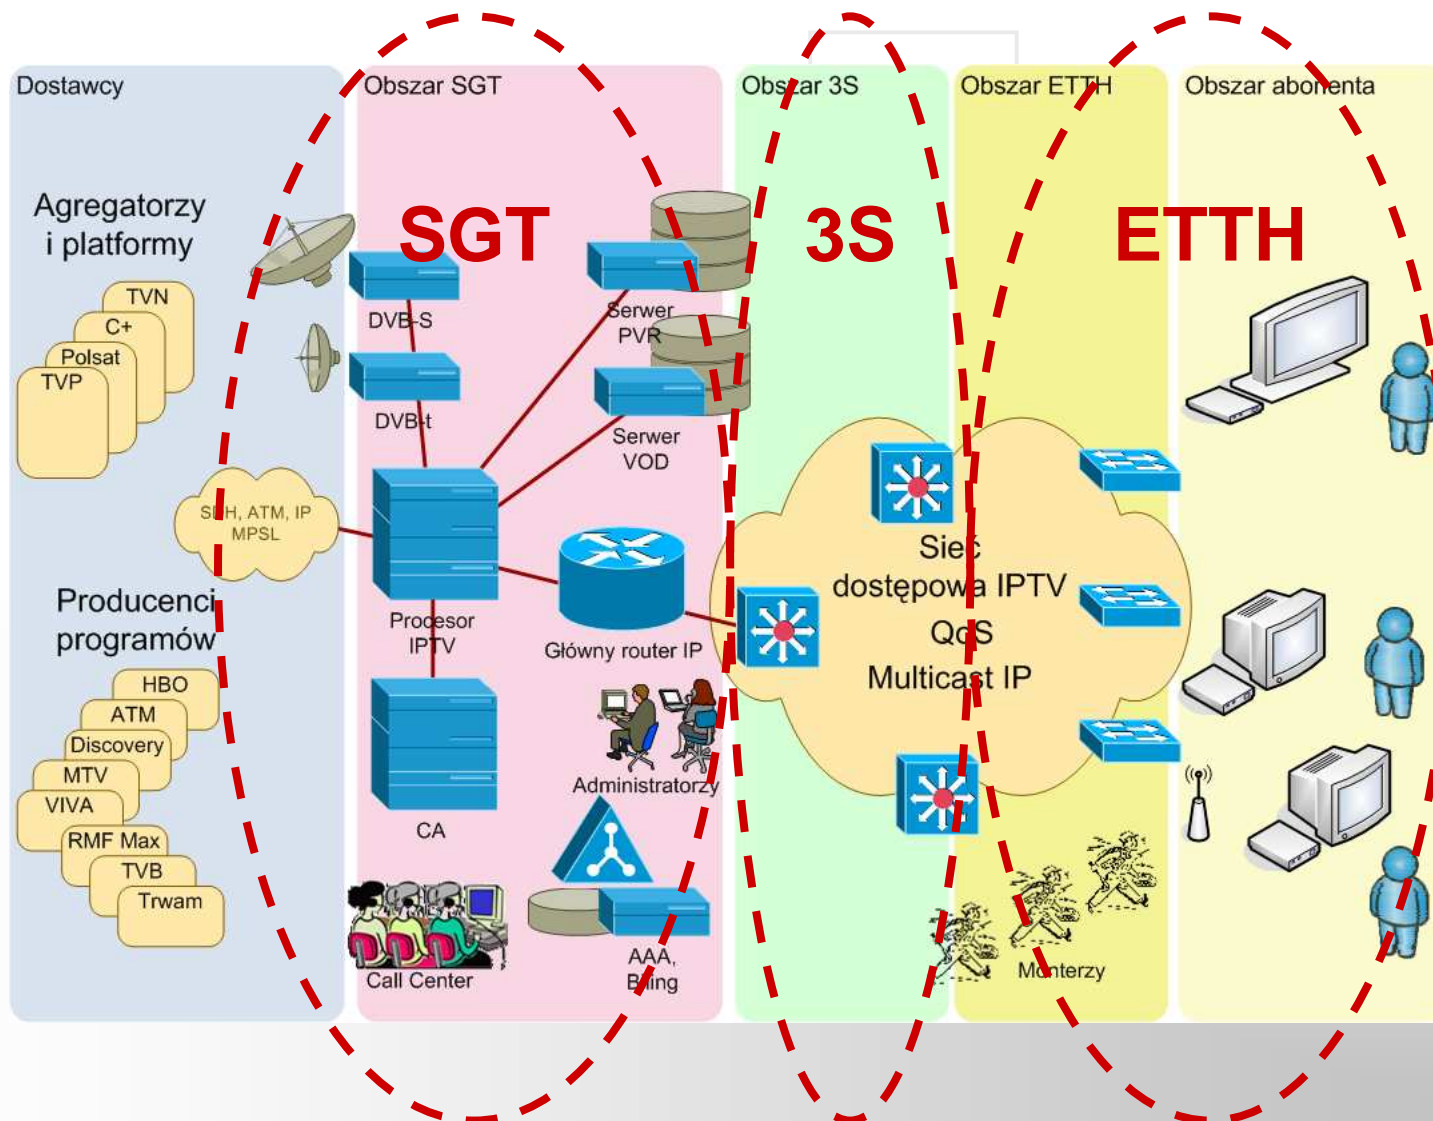 Dostawcy
Obszar SGT
Obszar 3S
Obszar ETTH
Obszar abonenta
Agregatorzy
i platformy
TVN
C+
Polsat
TVP
SGT
3S
ETTH
DVB-S
DVB-t
Serwer
PVR
Serwer
VOD
SDH, ATM, IP
MPSL
Procesor
IPTV
Główny router IP
Sieć
dostępowa IPTV
QoS
Multicast IP
Producenci
programów
HBO
ATM
Discovery
MTV
VIVA
RMF Max
TVB
Trwam
CA
Administratorzy
Call Center
AAA,
Biling
Monterzy